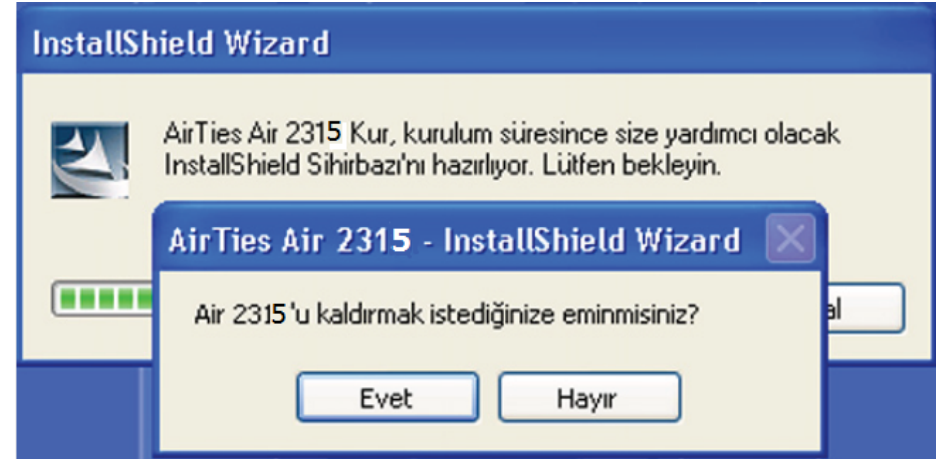 InstallShield Wizard
AirTies Air 2315 Kur, kurulum süresince size yardımcı olacak
InstallShield Sihirbazı'nı hazırlıyor. Lütfen bekleyin.
AirTies Air 2315 - InstallShield Wizard
Air 2315'u kaldırmak istediğinize eminmisiniz?
Evet
Hayır